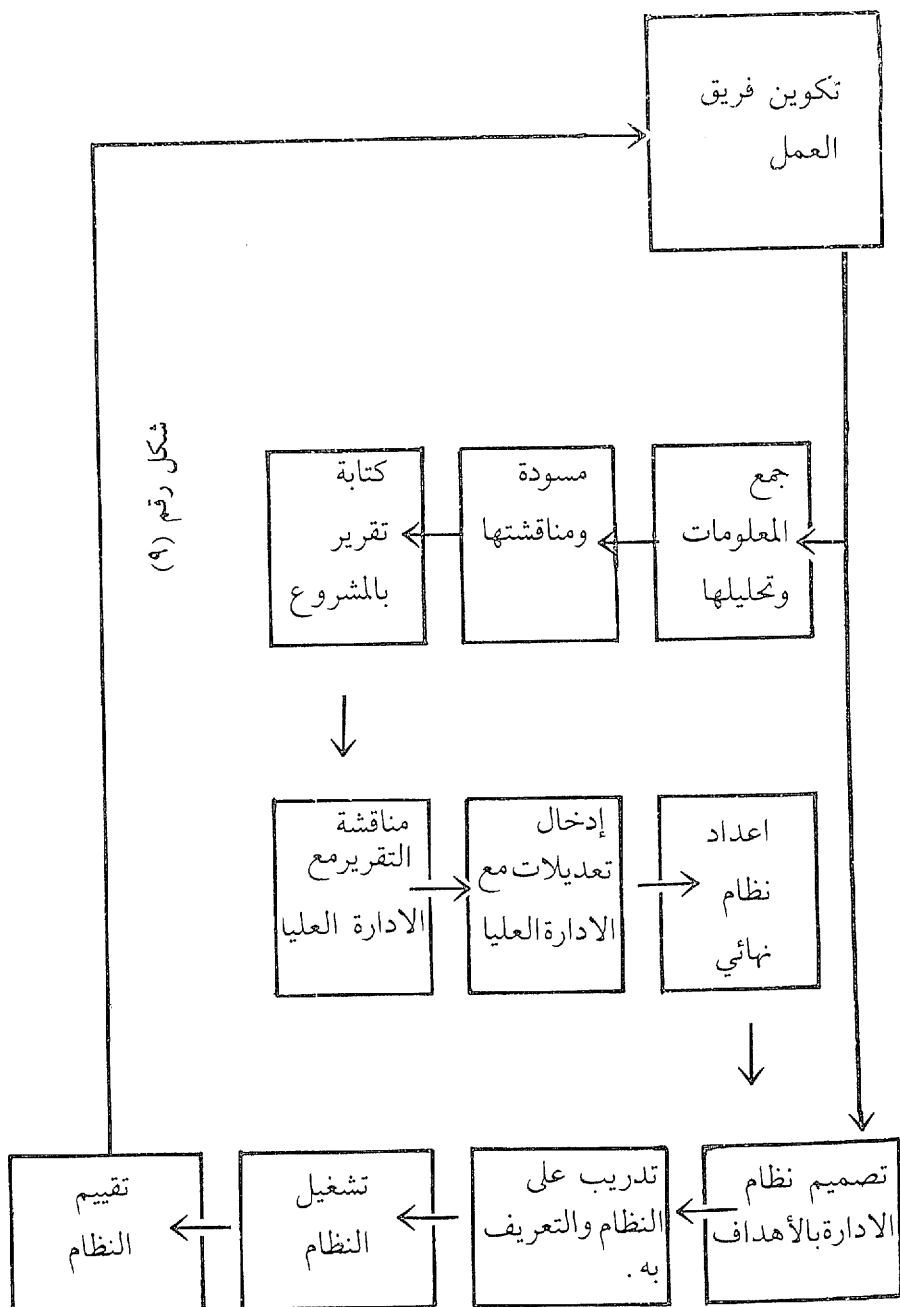 تكوين فريق
العمل
جمع
المعلومات
وتحليلها
مسودة
ومناقشتها
كتابة
تقرير
بالمشروع
شكل رقم (٩)
مناقشة
التقرير مع
الادارة العليا
إدخال
تعديلات مع
الادارة العليا
اعداد
نظام
نهائي
تصميم نظام
الادارة بالأهداف
تدريب على
النظام والتعريف
به .
تشغيل
النظام
تقييم
النظام